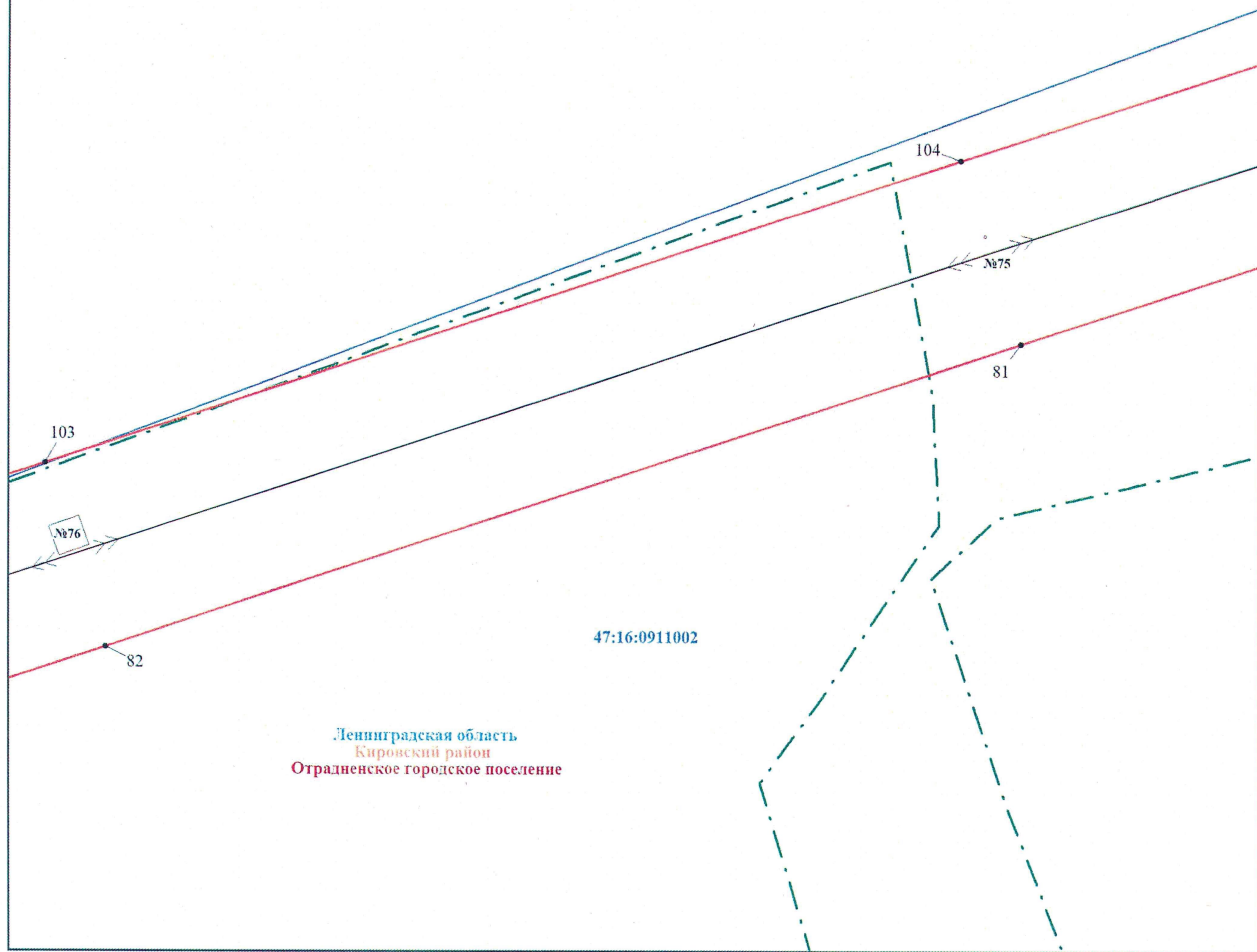 104
№75
81
103
№76
82
47:16:0911002
Ленинградская область
Кировский район
Отрадненское городское поселение